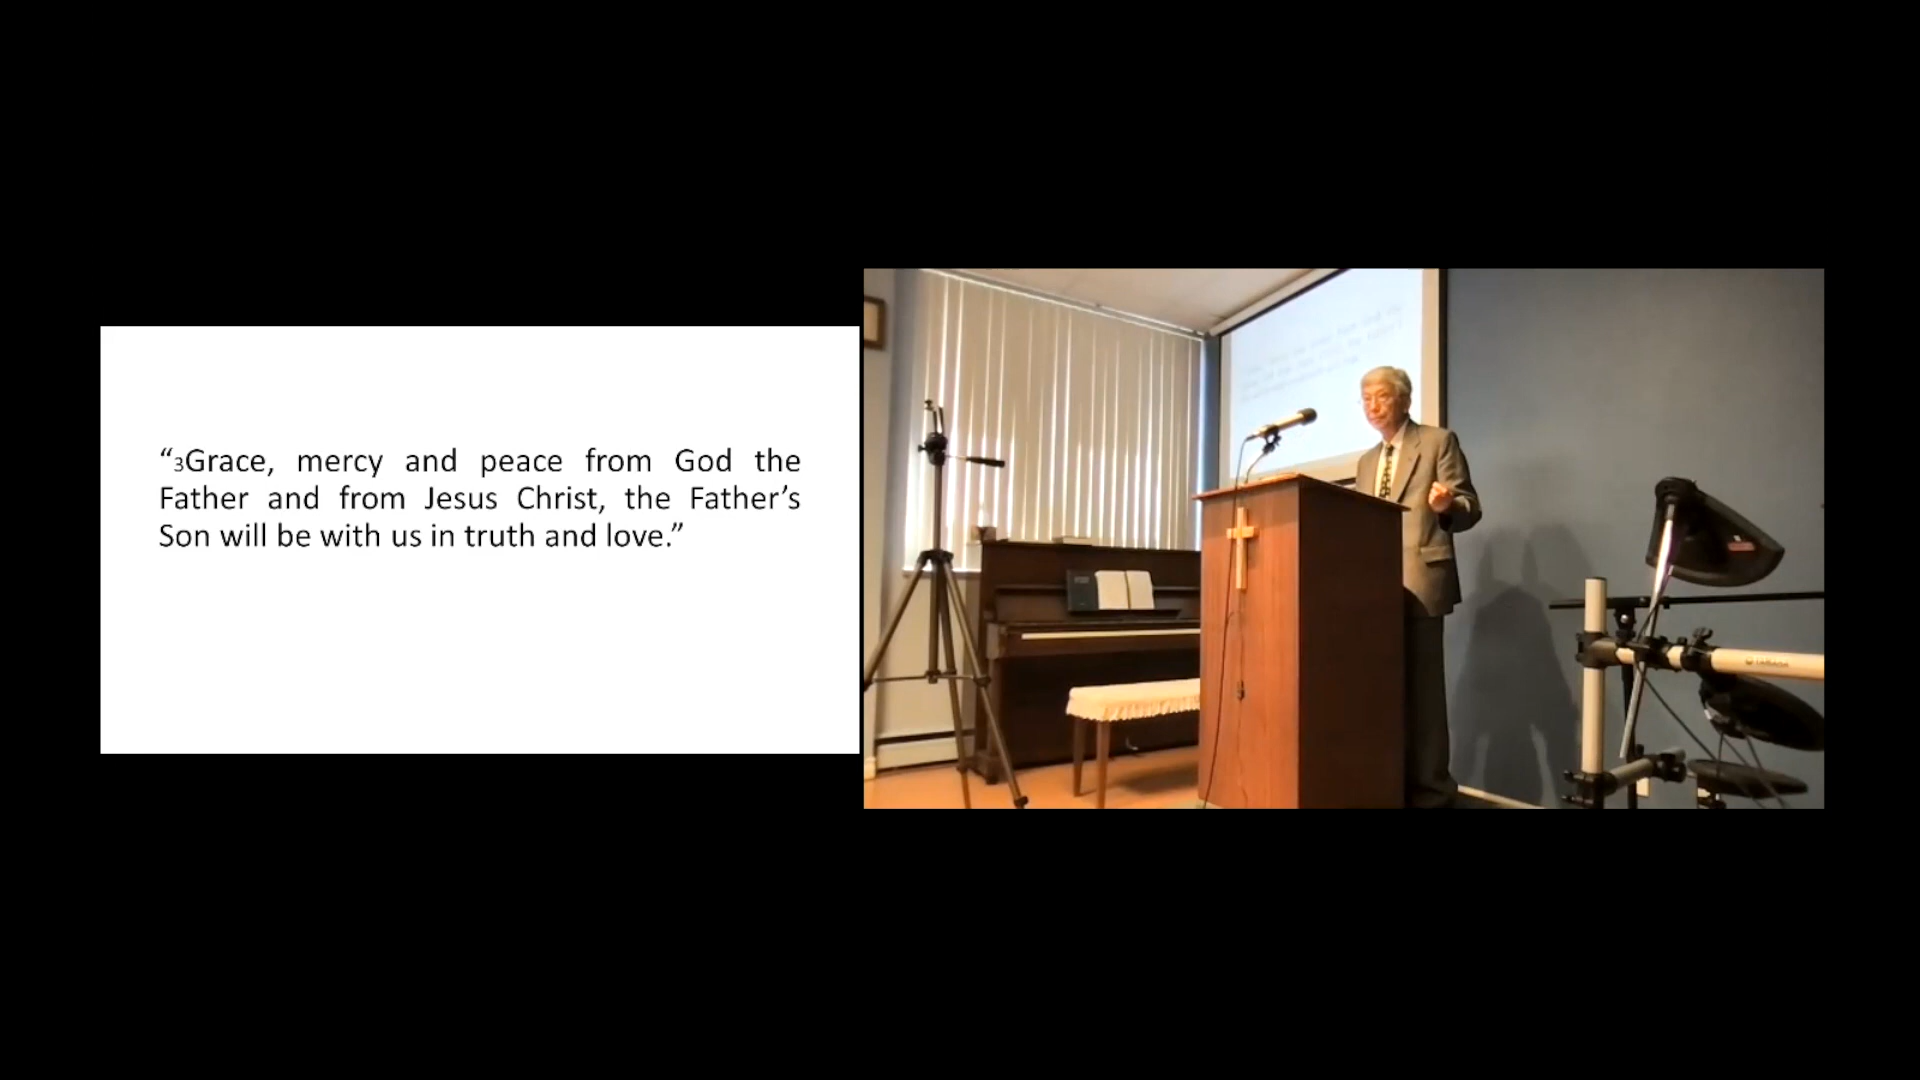 “3Grace, mercy and peace from God the
Father and from Jesus Christ, the Father’s
Son will be with us in truth and love.”
YAMAHA